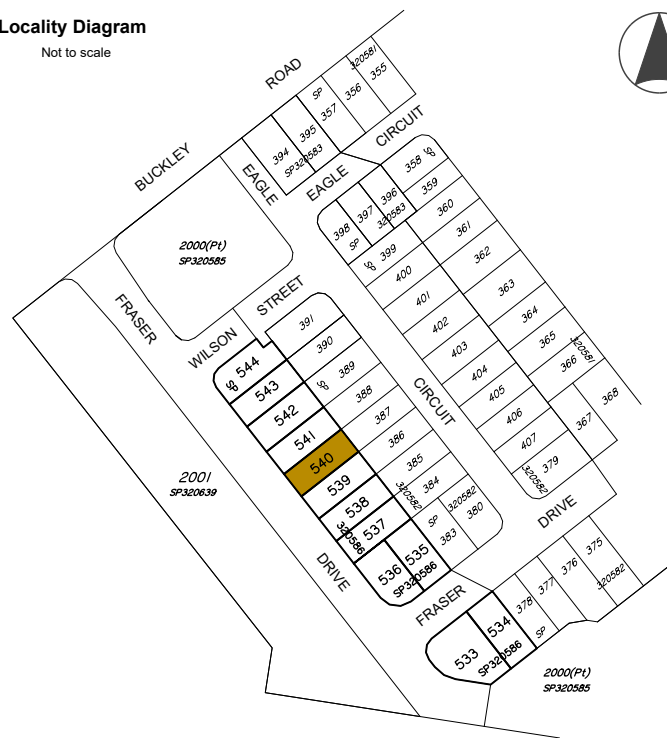 Locality Diagram
Not to scale
BUCKLEY ROAD
EAGLE
EAGLE CIRCUIT
CIRCUIT
FRASER
DRIVE
WILSON STREET
FRASER DRIVE
394
395
SP320583
SP
357
356
320581
355
358
SP
359
360
361
362
363
364
365
366
320581
367
368
398
397
396
SP
320583
SP
399
400
401
402
403
404
405
406
407
379
320582
2000(Pt)
SP320585
2001
SP320639
391
390
389
SP
388
387
386
385
384
320582
SP
383
320582
380
544
SP
543
542
541
540
539
538
537
320586
536
535
SP320586
533
534
SP320586
378
377
376
375
SP
320582
2000(Pt)
SP320585